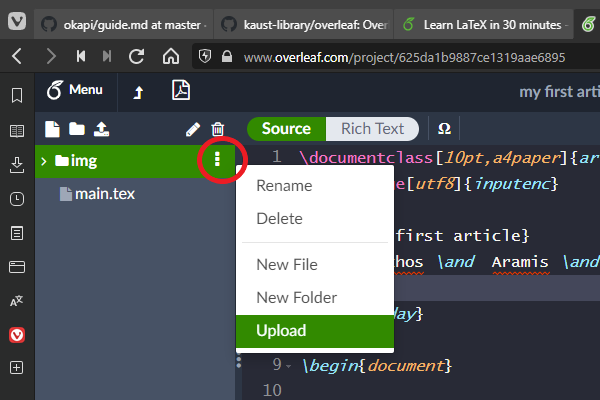 okapi/guide.md at master
kaust-library/overleaf: Over
Learn LaTeX in 30 minutes -
www.overleaf.com/project/625da1b9887ce1319aae6895
Menu
my first arti
Source
Rich Text
Ω
img
main.tex
Rename
Delete
New File
New Folder
Upload
1
\documentclass[10pt,a4paper]{ar
e[utf8]{inputenc}
first article}
hos \and Aramis \and
day}
9
\begin{document}
10